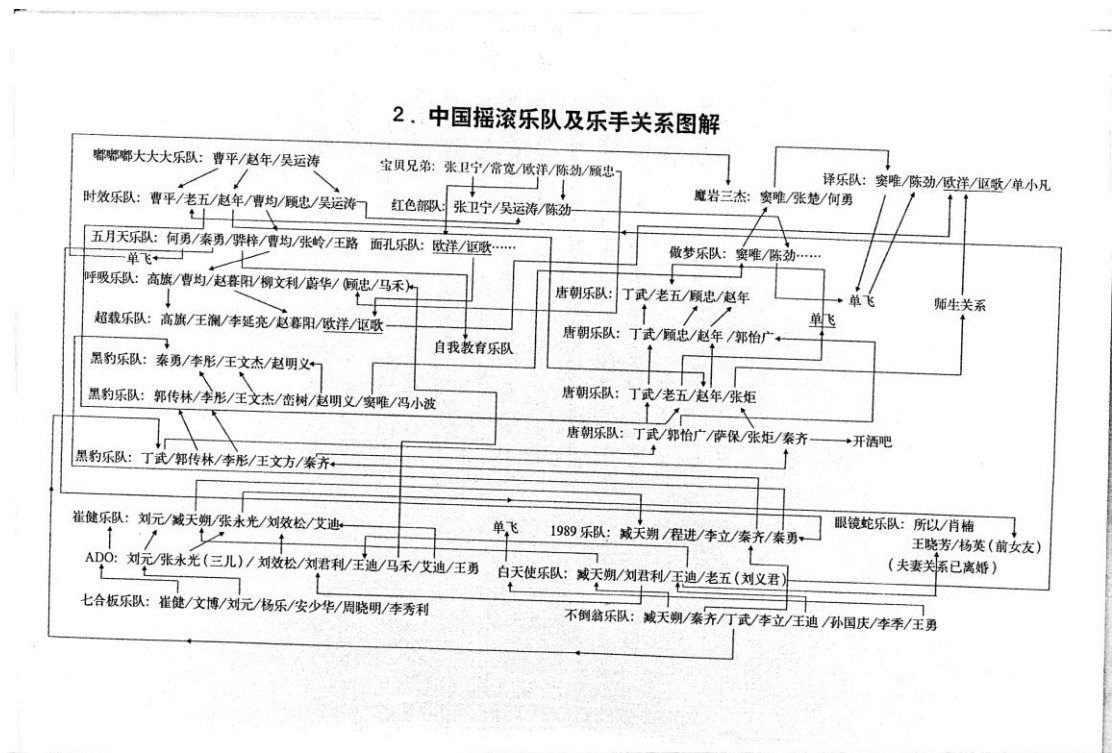 2．中国摇滚乐队及乐手关系图解
嘟嘟嘟大大大乐队：曹平/赵年/吴运涛
宝贝兄弟：张卫宁/常宽/欧洋/陈劲/顾忠
译乐队：窦唯/陈劲/欧洋/讴歌/单小凡
时效乐队：曹平/老五/赵年/曹均/顾忠/吴运涛
红色部队：张卫宁/吴运涛/陈劲
魔岩三杰：窦唯/张楚/何勇
五月天乐队：何勇/秦勇/骅梓/曹均/张岭/王路
面孔乐队：欧洋/讴歌……
做梦乐队：窦唯/陈劲……
单飞
呼吸乐队：高旗/曹均/赵暮阳/柳文利/蔚华/（顾忠/马禾）
唐朝乐队：丁武/老五/顾忠/赵年
单飞
师生关系
单飞
超载乐队：高旗/王澜/李延亮/赵暮阳/欧洋/讴歌
自我教育乐队
唐朝乐队：丁武/顾忠/赵年/郭怡广
黑豹乐队：秦勇/李彤/王文杰/赵明义
唐朝乐队：丁武/老五/赵年/张炬
黑豹乐队：郭传林/李彤/王文杰/峦树/赵明义/窦唯/冯小波
唐朝乐队：丁武/郭怡广/萨保/张炬/秦齐
开酒吧
黑豹乐队：丁武/郭传林/李彤/王文方/秦齐
崔健乐队：刘元/臧天朔/张永光/刘效松/艾迪
单飞
1989 乐队：臧天朔/程进/李立/秦齐/秦勇
眼镜蛇乐队：所以/肖楠
王晓芳/杨英（前女友）
（夫妻关系已离婚）
ADO：刘元/张永光（三儿）/刘效松/刘君利/王迪/马禾/艾迪/王勇
白天使乐队：臧天朔/刘君利/王迪/老五（刘义君）
七合板乐队：崔健/文博/刘元/杨乐/安少华/周晓明/李秀利
不倒翁乐队：臧天朔/秦齐/丁武/李立/王迪/孙国庆/李季/王勇